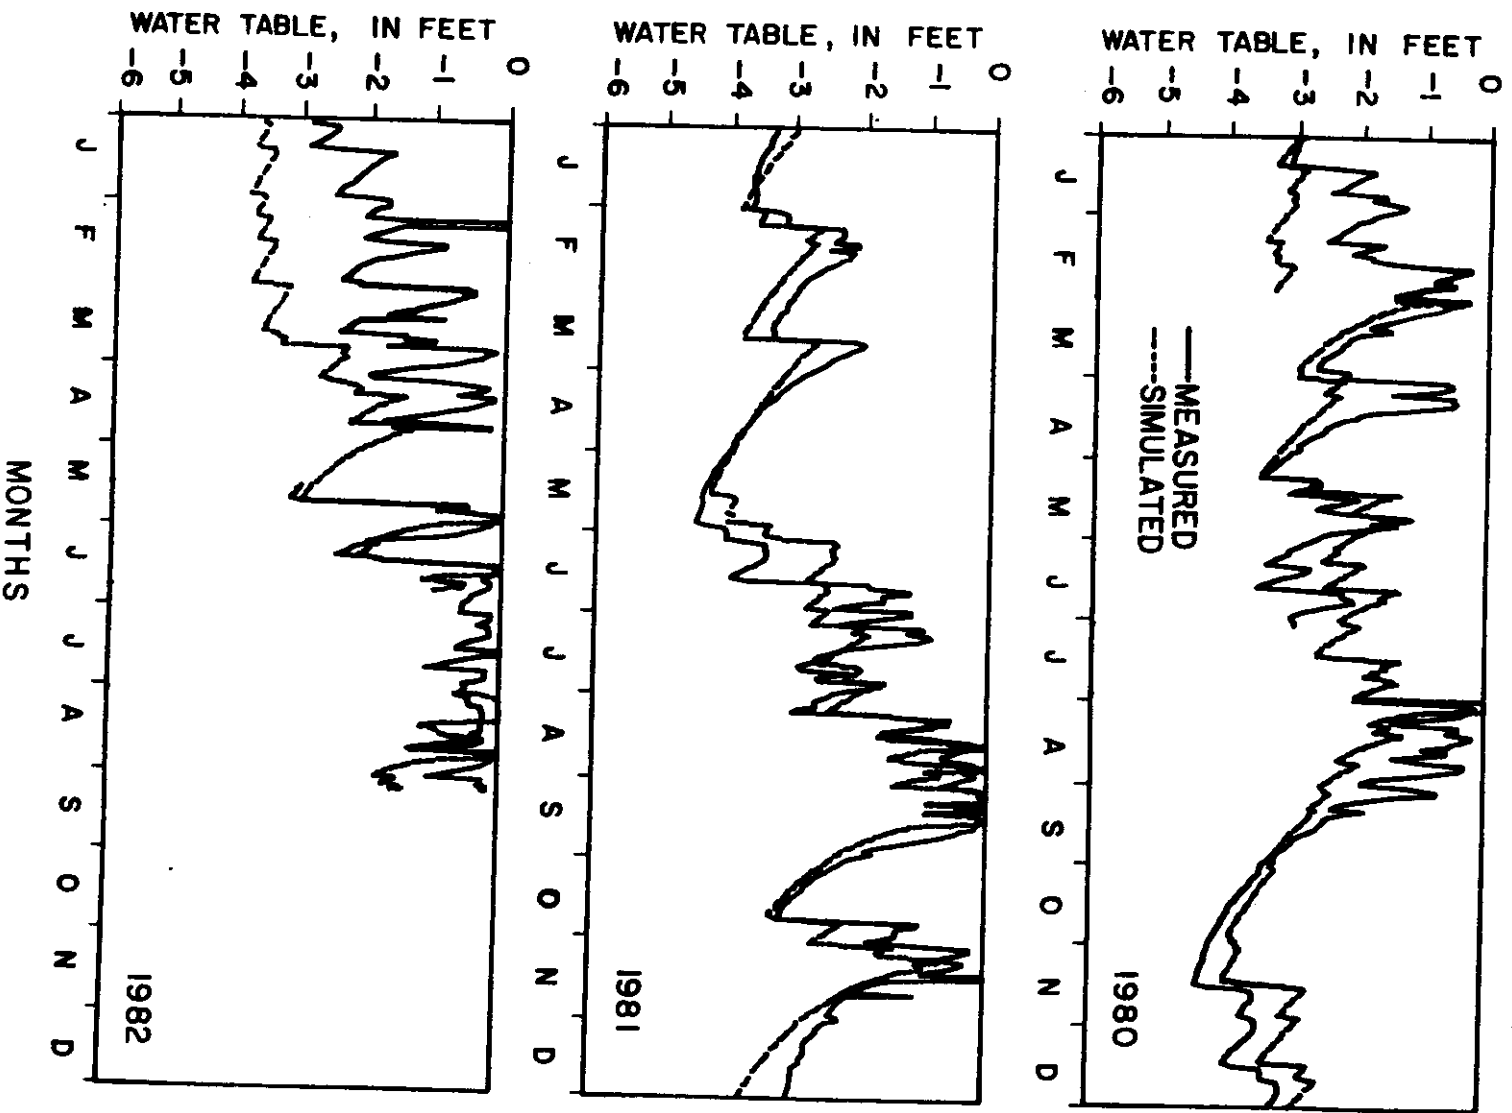 WATER TABLE, IN FEET
0
-1
-2
-3
-4
-5
-6
J F M A M J J A S O N D
MEASURED
SIMULATED
1980
WATER TABLE, IN FEET
0
-1
-2
-3
-4
-5
-6
J F M A M J J A S O N D
1981
WATER TABLE, IN FEET
0
-1
-2
-3
-4
-5
-6
J F M A M J J A S O N D
1982
MONTHS